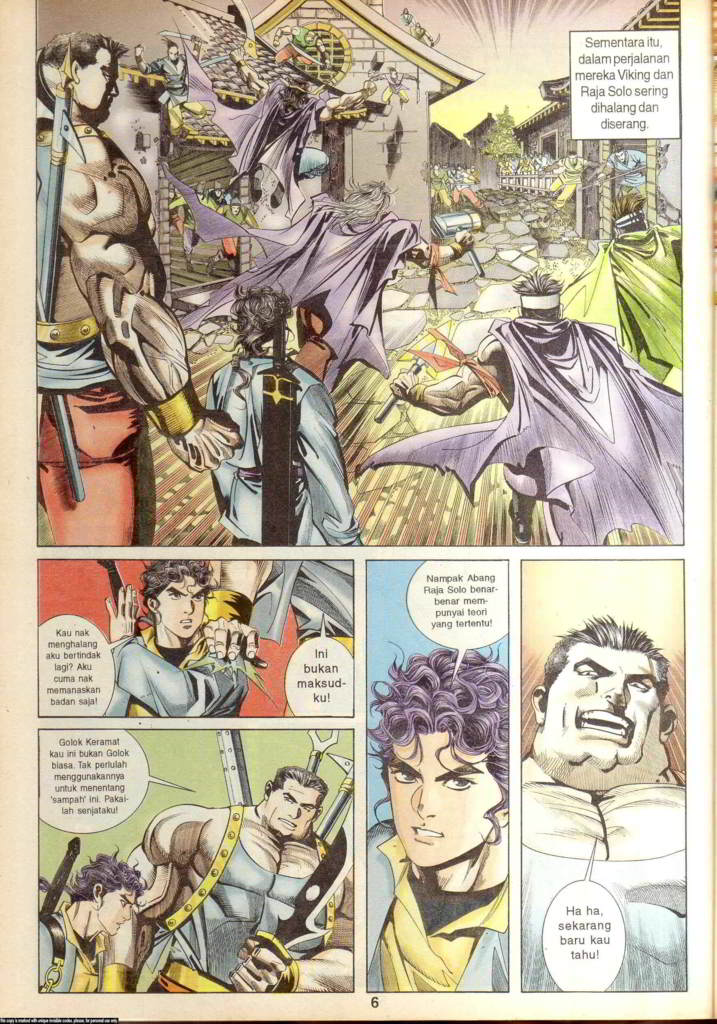 Sementara itu,
dalam perjalanan
mereka Viking dan
Raja Solo sering
dihalang dan
diserang.
Kau nak
menghalang
aku bertindak
lagi? Aku
cuma nak
memanaskan
badan saja!
Ini
bukan
maksud-
ku!
Golok Keramat
kau ini bukan Golok
biasa. Tak perlulah
menggunakannya
untuk menentang
'sampah' ini. Pakai-
lah senjataku!
Nampak Abang
Raja Solo benar-
benar mem-
punyai teori
yang tertentu!
Ha ha,
sekarang
baru kau
tahu!
6